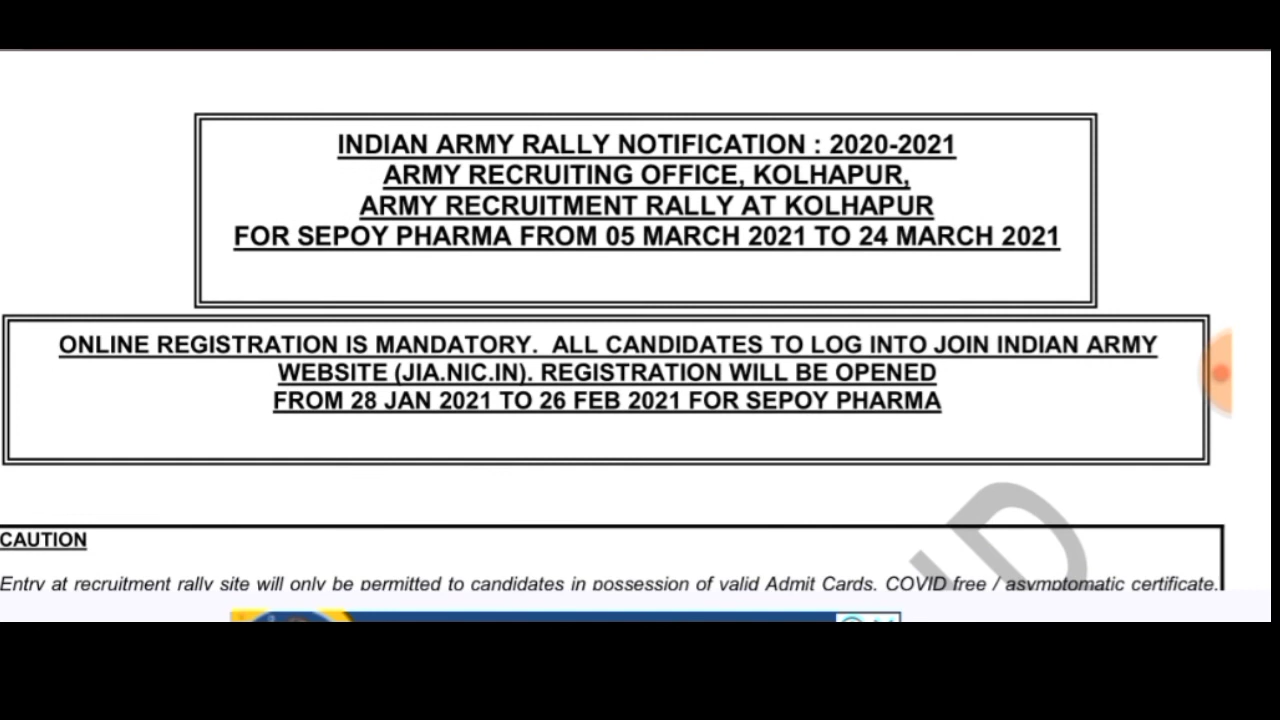 INDIAN ARMY RALLY NOTIFICATION : 2020-2021
ARMY RECRUITING OFFICE, KOLHAPUR,
ARMY RECRUITMENT RALLY AT KOLHAPUR
FOR SEPOY PHARMA FROM 05 MARCH 2021 TO 24 MARCH 2021
ONLINE REGISTRATION IS MANDATORY.  ALL CANDIDATES TO LOG INTO JOIN INDIAN ARMY
WEBSITE (JIA.NIC.IN). REGISTRATION WILL BE OPENED
FROM 28 JAN 2021 TO 26 FEB 2021 FOR SEPOY PHARMA
CAUTION
Entry at recruitment rally site will only be permitted to candidates in possession of valid Admit Cards, COVID free / asymptomatic certificate,